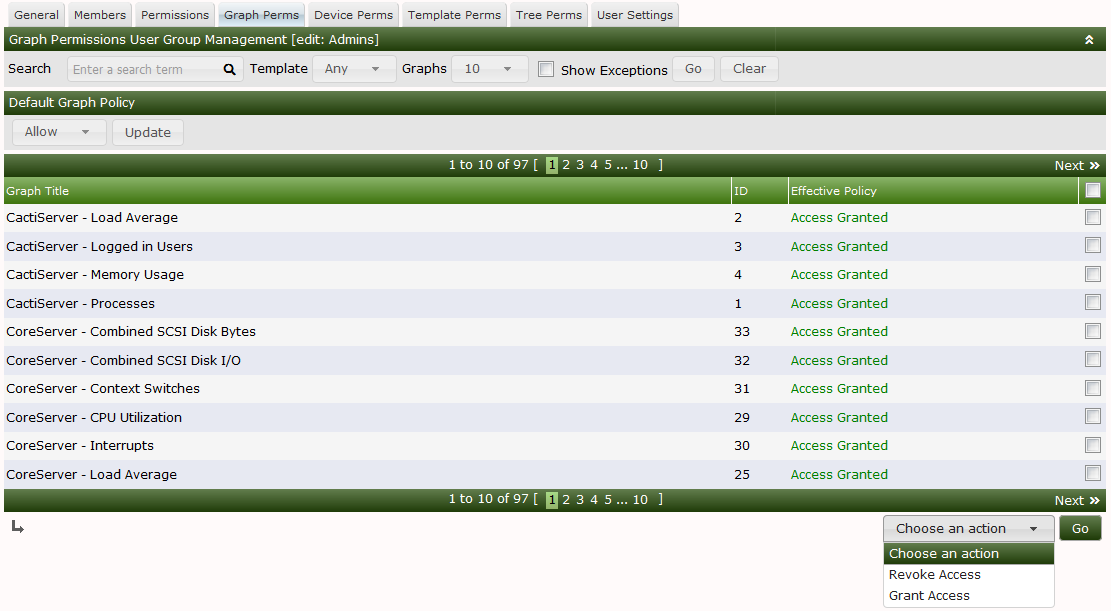 General Members Permissions Graph Perms Device Perms Template Perms Tree Perms User Settings
Graph Permissions User Group Management [edit: Admins]
Search Enter a search term Template Any Graphs 10 Show Exceptions Go Clear
Default Graph Policy
Allow Update
1 to 10 of 97 [ 1 2 3 4 5 ... 10 ] Next »
Graph Title ID Effective Policy
CactiServer - Load Average 2 Access Granted
CactiServer - Logged in Users 3 Access Granted
CactiServer - Memory Usage 4 Access Granted
CactiServer - Processes 1 Access Granted
CoreServer - Combined SCSI Disk Bytes 33 Access Granted
CoreServer - Combined SCSI Disk I/O 32 Access Granted
CoreServer - Context Switches 31 Access Granted
CoreServer - CPU Utilization 29 Access Granted
CoreServer - Interrupts 30 Access Granted
CoreServer - Load Average 25 Access Granted
1 to 10 of 97 [ 1 2 3 4 5 ... 10 ] Next »
Choose an action Go
Choose an action
Revoke Access
Grant Access